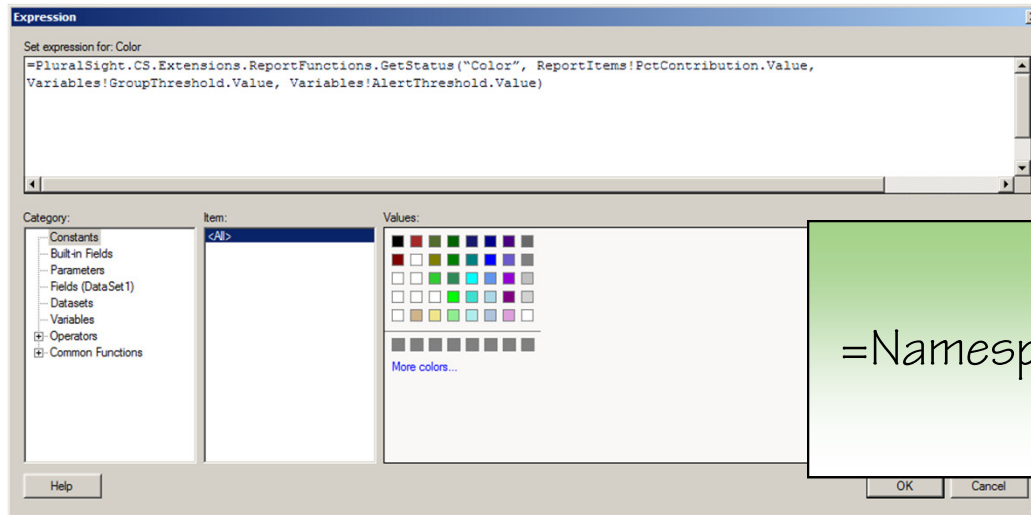 Expression
Set expression for: Color
=PluralSight.CS.Extensions.ReportFunctions.GetStatus(“Color”, ReportItems!PctContribution.Value,
Variables!GroupThreshold.Value, Variables!AlertThreshold.Value)
Category:
Constants
Built-in Fields
Parameters
Fields (DataSet1)
Datasets
Variables
Operators
Common Functions
Item:
<All>
Values:
More colors...
=Namesp
Help
OK
Cancel